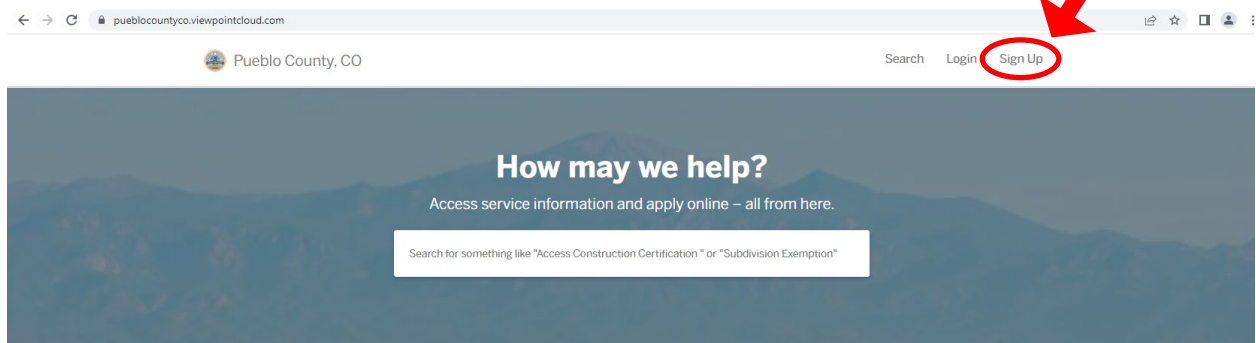 pueblocountyco.viewpointcloud.com
Pueblo County, CO
Search Login Sign Up
How may we help?
Access service information and apply online – all from here.
Search for something like "Access Construction Certification " or "Subdivision Exemption"